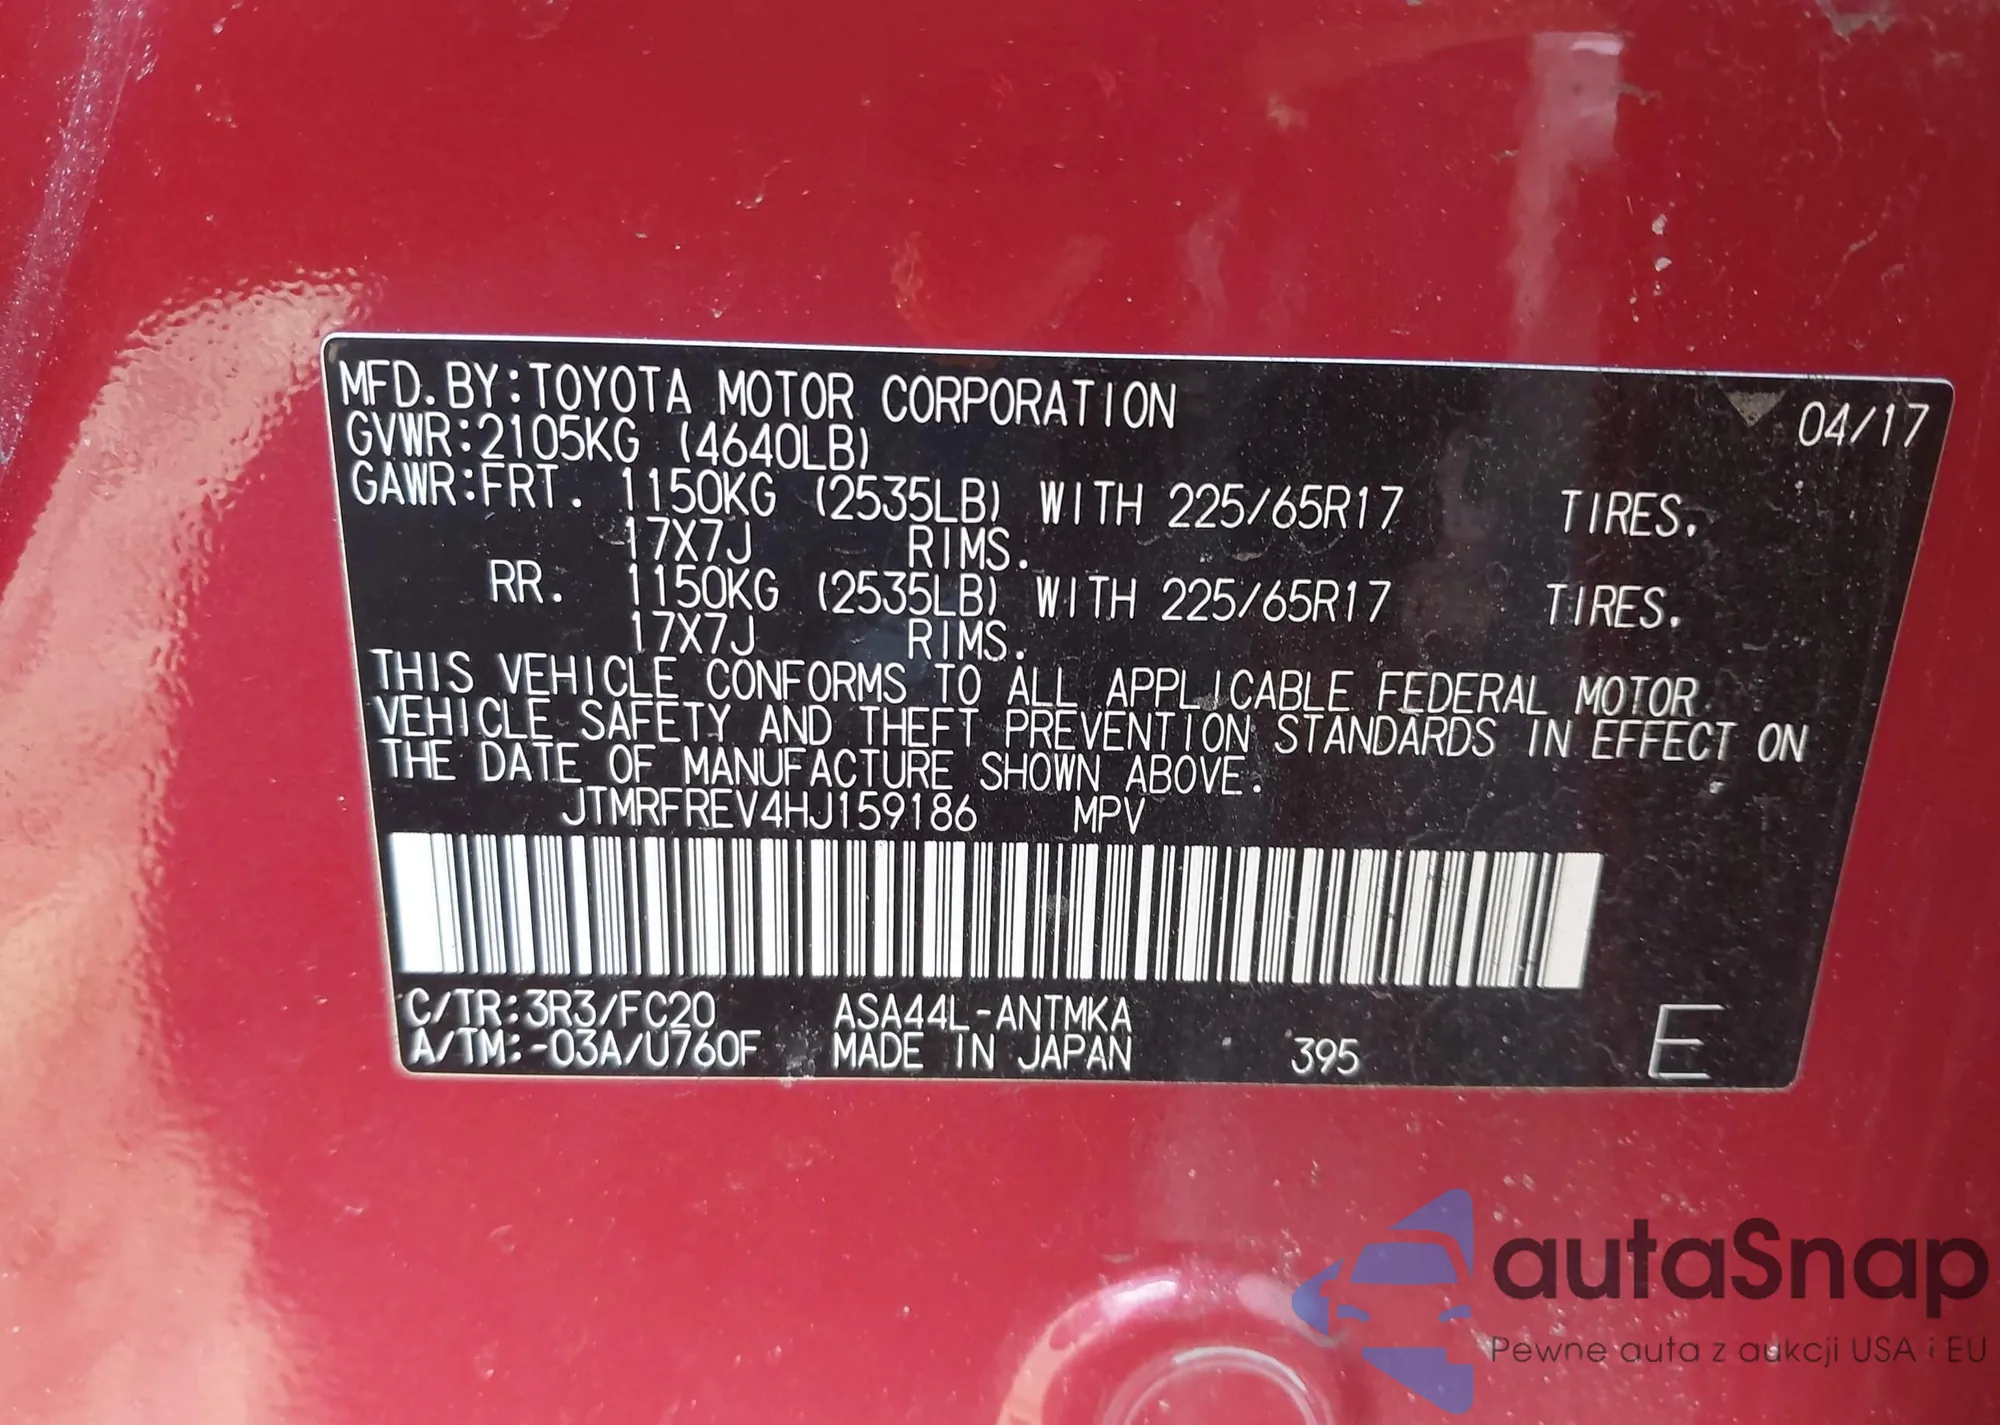 MFD. BY:TOYOTA MOTOR CORPORATION 04/17
GVWR:2105KG (4640LB)
GAWR:FRT. 1150KG (2535LB) WITH 225/65R17 TIRES.
17X7J RIMS.
RR. 1150KG (2535LB) WITH 225/65R17 TIRES.
17X7J RIMS.
THIS VEHICLE CONFORMS TO ALL APPLICABLE FEDERAL MOTOR
VEHICLE SAFETY AND THEFT PREVENTION STANDARDS IN EFFECT ON
THE DATE OF MANUFACTURE SHOWN ABOVE.
JTMRFREV4HJ159186 MPV
C/TR:3R3/FC20 ASA44L-ANTMKA
A/TM:-03A/U760F MADE IN JAPAN 395 E
autaSnap
Pewne auta z aukcji USA i EU